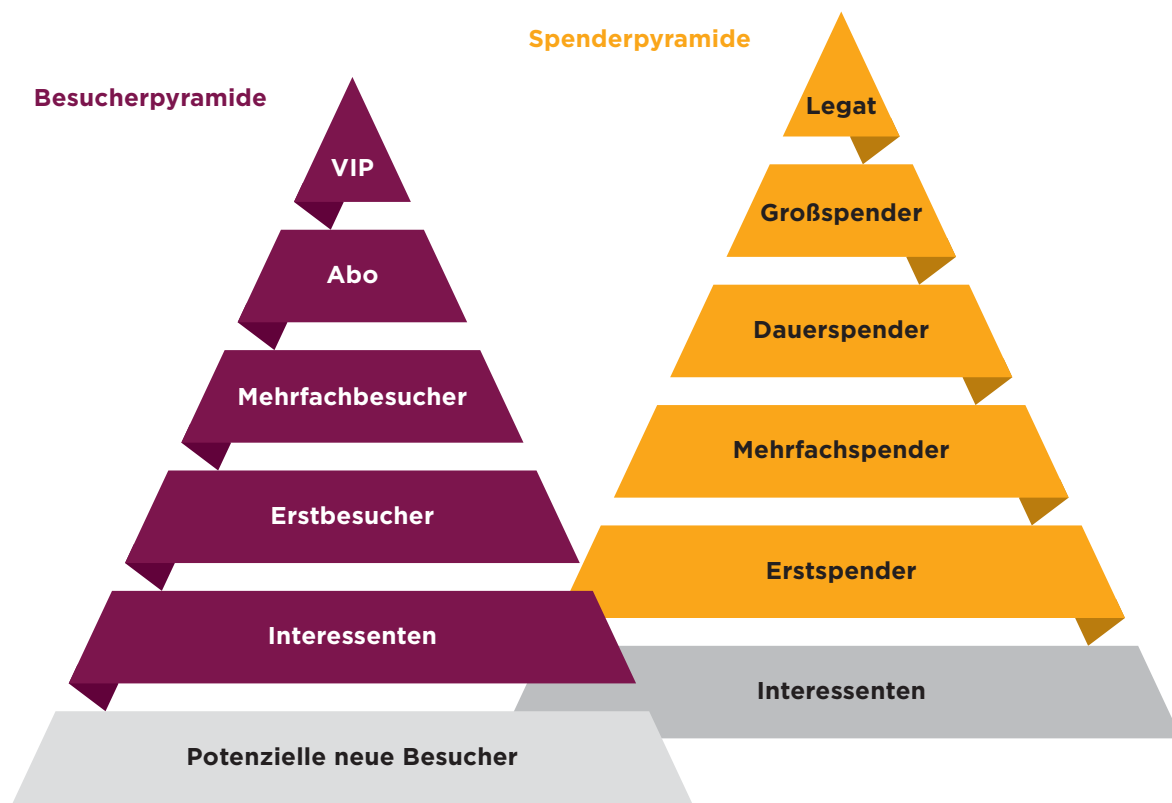 Besucherpyramide
VIP
Abo
Mehrfachbesucher
Erstbesucher
Interessenten
Potenzielle neue Besucher
Spenderpyramide
Legat
Großspender
Dauerspender
Mehrfachspender
Erstspender
Interessenten